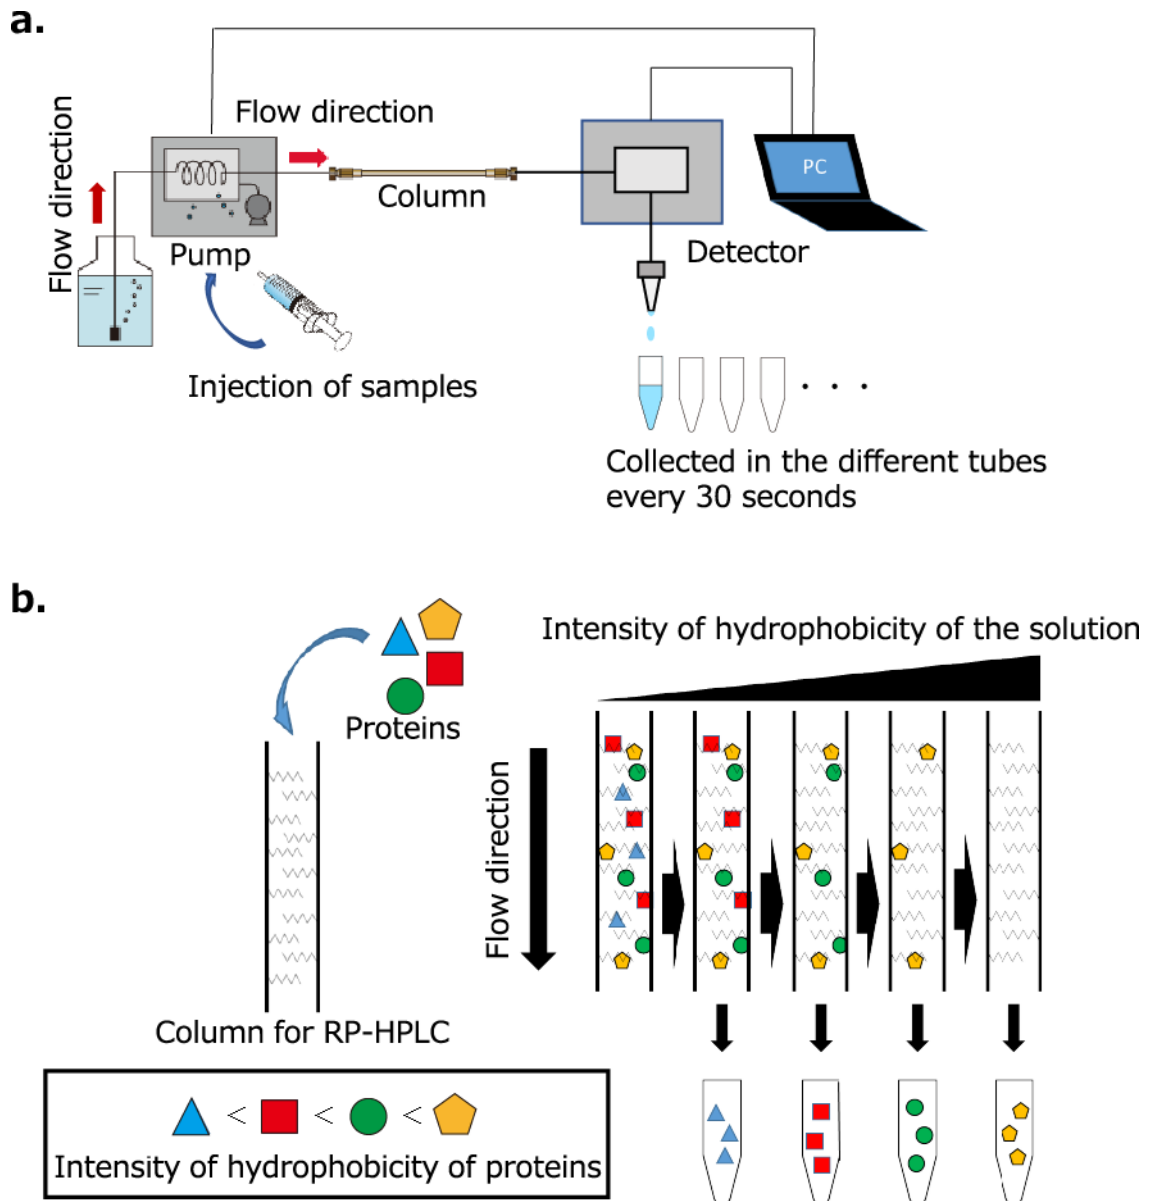 a.
Flow direction
Flow direction
Column
PC
Pump
Detector
Injection of samples
Collected in the different tubes
every 30 seconds
b.
Intensity of hydrophobicity of the solution
Proteins
Flow direction
Column for RP-HPLC
< < <
Intensity of hydrophobicity of proteins